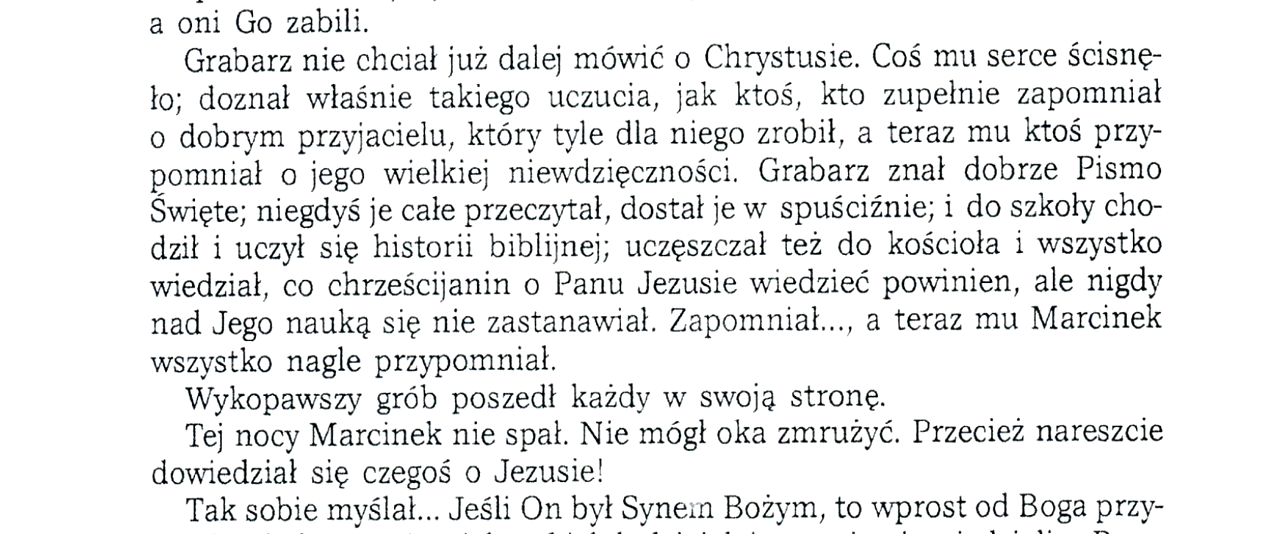 a oni Go zabili.
Grabarz nie chciał już dalej mówić o Chrystusie. Coś mu serce ścisnę-
ło; doznał właśnie takiego uczucia, jak ktoś, kto zupełnie zapomniał
o dobrym przyjacielu, który tyle dla niego zrobił, a teraz mu ktoś przy-
pomniał o jego wielkiej niewdzięczności. Grabarz znał dobrze Pismo
Święte; niegdyś je całe przeczytał, dostał je w spuściźnie; i do szkoły cho-
dził i uczył się historii biblijnej; uczęszczał też do kościoła i wszystko
wiedział, co chrześcijanin o Panu Jezusie wiedzieć powinien, ale nigdy
nad Jego nauką się nie zastanawiał. Zapomniał..., a teraz mu Marcinek
wszystko nagle przypomniał.
Wykopawszy grób poszedł każdy w swoją stronę.
Tej nocy Marcinek nie spał. Nie mógł oka zmrużyć. Przecież nareszcie
dowiedział się czegoś o Jezusie!
Tak sobie myślał... Jeśli On był Synem Bożym, to wprost od Boga przy-